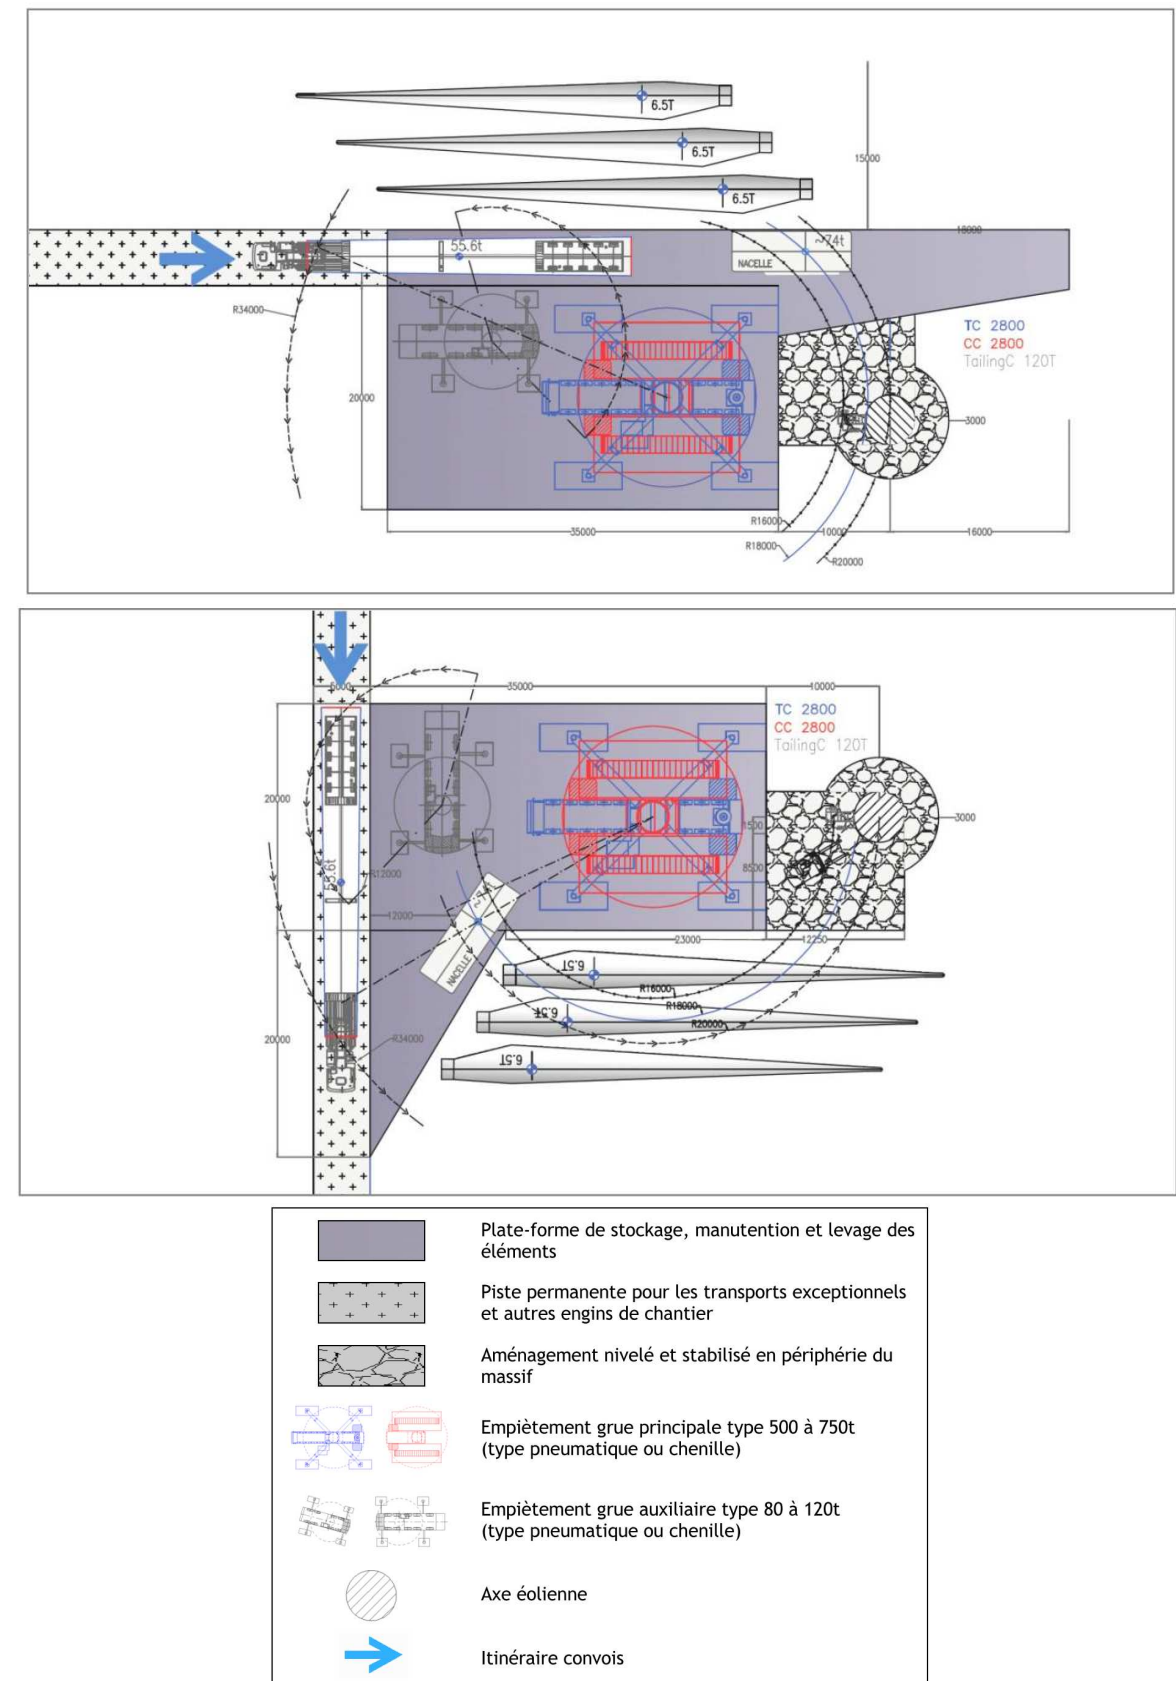 6.5T
6.5T
6.5T
15000
18000
55.6t
~74t
NACELLE
R34000
TC 2800
CC 2800
TailingC 120T
20000
3000
R16000
35000
10000
16000
R18000
R20000
5000
35000
10000
TC 2800
CC 2800
TailingC 120T
20000
3000
1500
8500
55.6t
R12000
~74t
12000
23000
12250
NACELLE
6.5T
R16000
R18000
6.5T
R20000
20000
R34000
6.5T
Plate-forme de stockage, manutention et levage des
éléments
Piste permanente pour les transports exceptionnels
et autres engins de chantier
Aménagement nivelé et stabilisé en périphérie du
massif
Empiètement grue principale type 500 à 750t
(type pneumatique ou chenille)
Empiètement grue auxiliaire type 80 à 120t
(type pneumatique ou chenille)
Axe éolienne
Itinéraire convois